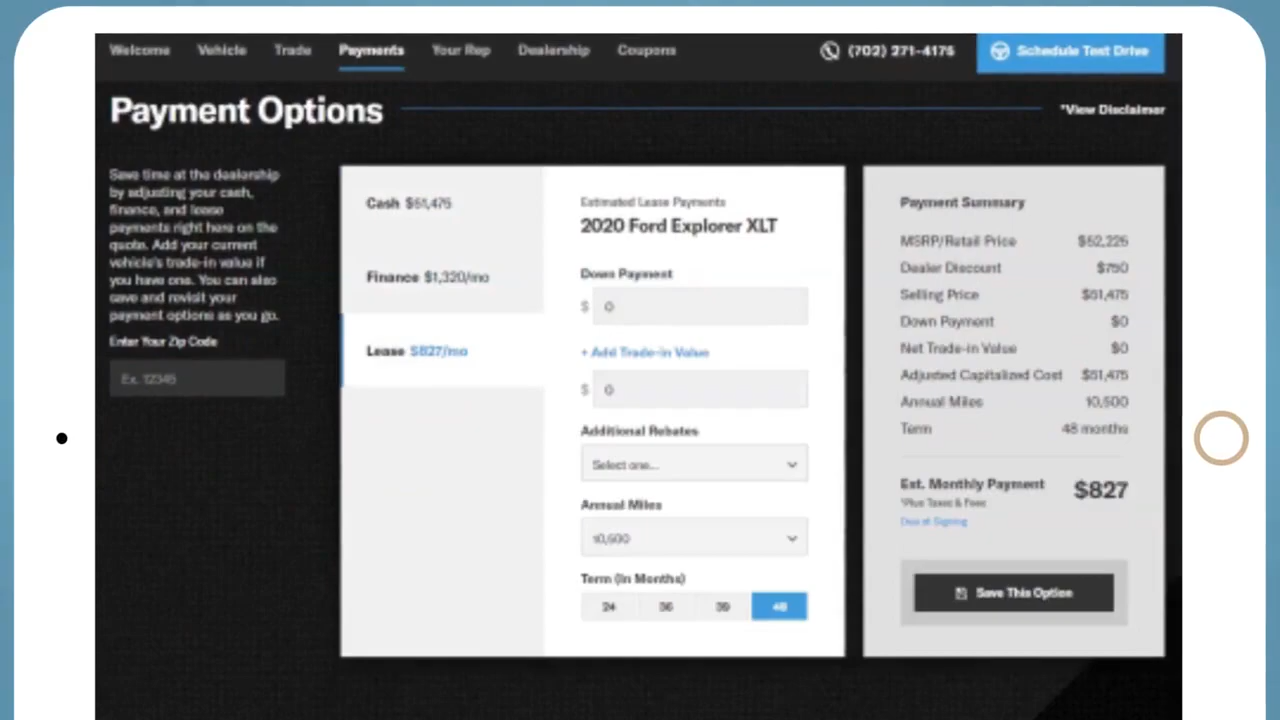 Welcome Vehicle Trade Payments Your Rep Dealership Coupons (702) 271-4175 Schedule Test Drive
Payment Options
*View Disclaimer
Save time at the dealership
by adjusting your cash,
finance, and lease
payments right here on the
quote. Add your current
vehicle's trade-in value if
you have one. You can also
save and revisit your
payment options as you go.
Enter Your Zip Code
Ex. 12345
Cash $51,475
Finance $1,320/mo
Lease $827/mo
Estimated Lease Payments
2020 Ford Explorer XLT
Down Payment
$ 0
+ Add Trade-in Value
$ 0
Additional Rebates
Select one...
Annual Miles
10,500
Term (In Months)
24 36 39 48
Payment Summary
MSRP/Retail Price $52,225
Dealer Discount $750
Selling Price $51,475
Down Payment $0
Net Trade-in Value $0
Adjusted Capitalized Cost $51,475
Annual Miles 10,500
Term 48 months
Est. Monthly Payment $827
*Plus Taxes & Fees
Due at Signing
Save This Option